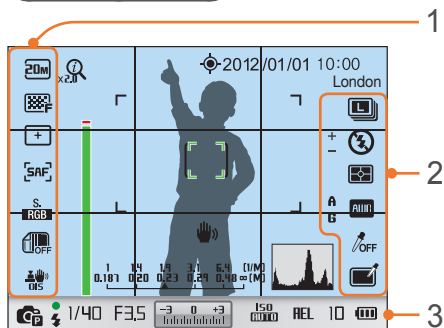 1
20M
x2.0
i
2012/01/01 10:00
London
F
L
+
−
SAF
2
S.
RGB
A
G
AWB
OFF
OFF
OIS
1 1.4 1.9 3.1 6.4 (1/M)
0.187 0.20 0.23 0.29 0.48 ∞ (M)
P
1/40 F3.5
-3 0 +3
ISO
AUTO
AEL
10
3